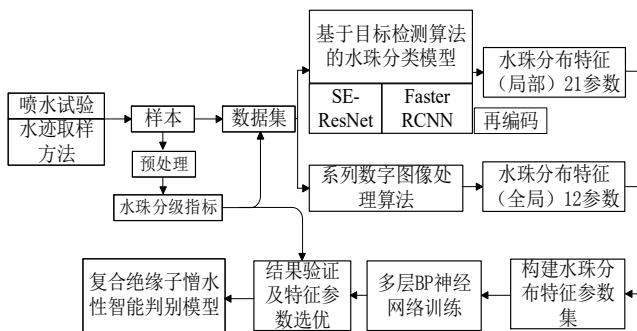 基于目标检测算法
的水珠分类模型
SE-
ResNet
Faster
RCNN
再编码
水珠分布特征
（局部）21参数
喷水试验
水迹取样
方法
样本
数据集
预处理
水珠分级指标
系列数字图像处
理算法
水珠分布特征
（全局）12参数
复合绝缘子憎水
性智能判别模型
结果验证
及特征参
数选优
多层BP神经
网络训练
构建水珠分
布特征参数
集